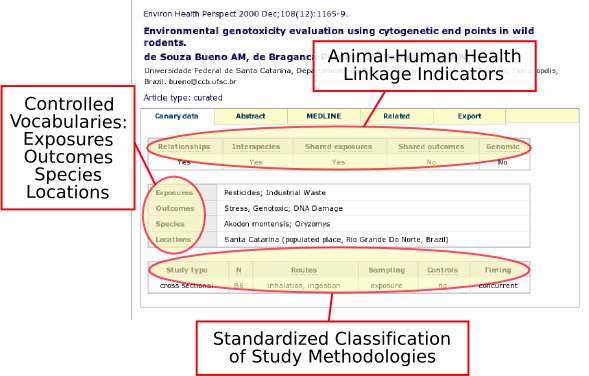 Environ Health Perspect 2000 Dec;108(12):1165-9.
Environmental genotoxicity evaluation using cytogenetic end points in wild
rodents.
de Souza Bueno AM, de Braganca
Animal-Human Health
Linkage Indicators
Universidade Federal de Santa Catarina,
Brazil. bueno@ccb.ufsc.br
Article type: curated
Controlled
Vocabularies:
Exposures
Outcomes
Species
Locations
Canary data Abstract MEDLINE Related Export
Relationships Interspecies Shared exposures Shared outcomes Genomic
Yes Yes Yes No No
Exposures Pesticides; Industrial Waste
Outcomes Stress, Genotoxic; DNA Damage
Species Akodon montensis; Oryzomys
Locations Santa Catarina (populated place, Rio Grande Do Norte, Brazil)
Study type N Routes Sampling Controls Timing
cross sectional inhalation, ingestion exposure no concurrent
Standardized Classification
of Study Methodologies